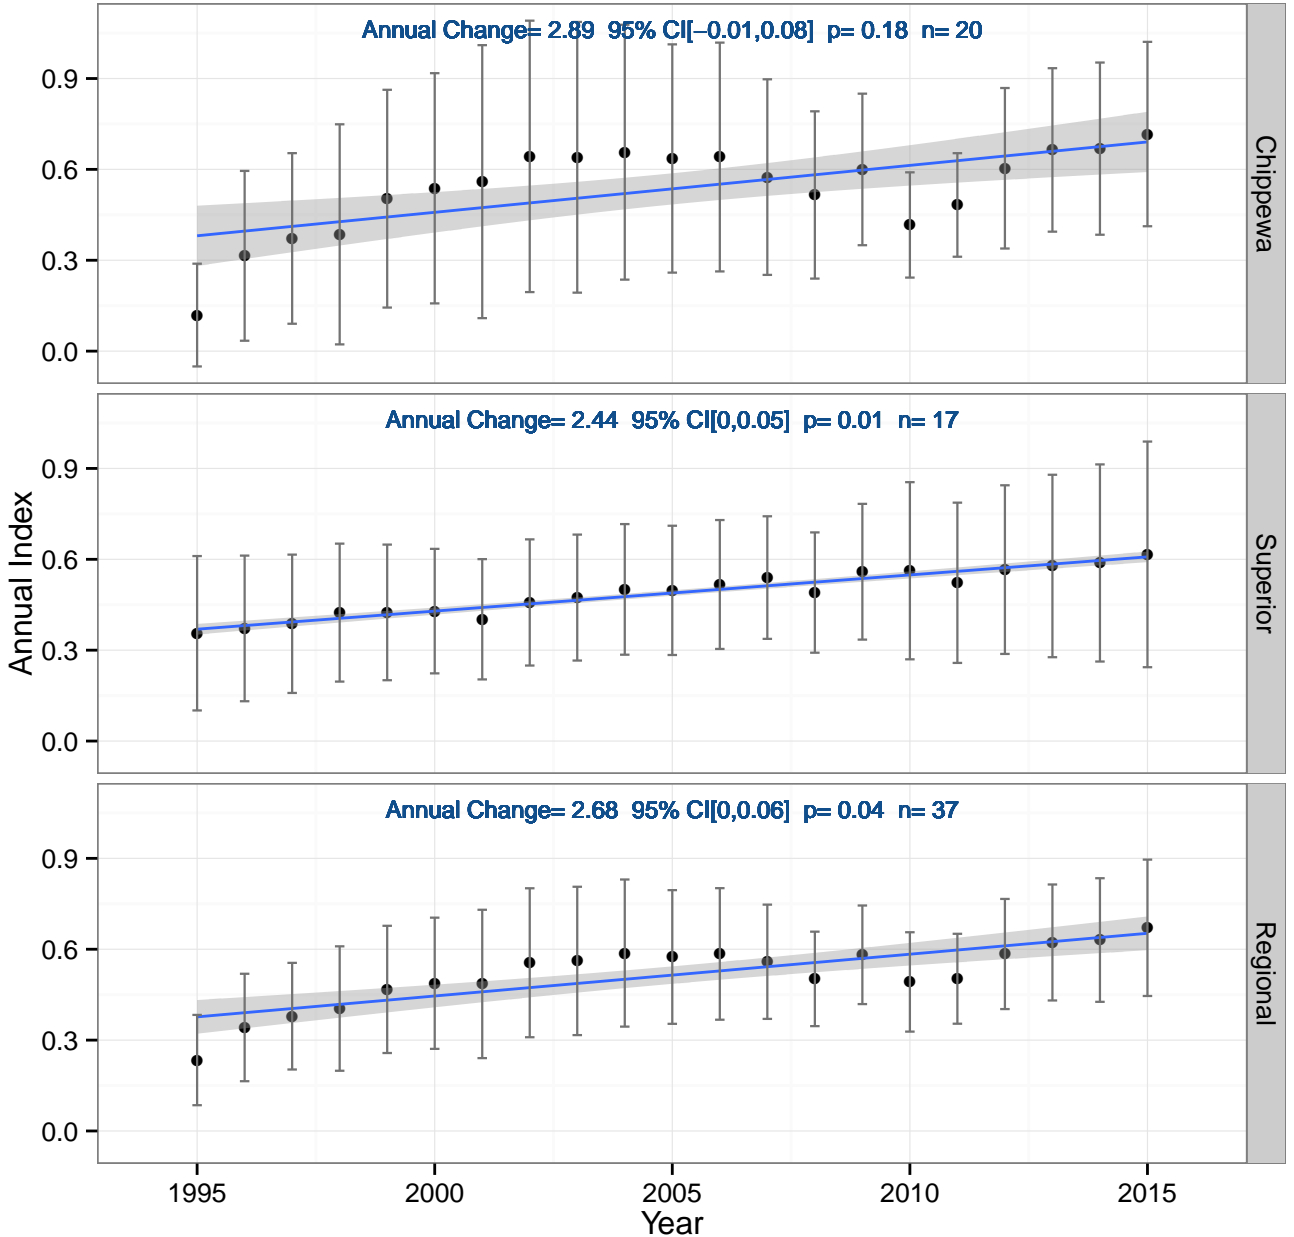 Annual Change= 2.89 95% CI[−0.01,0.08] p= 0.18 n= 20
0.9
0.6
0.3
0.0
Chippewa
Annual Change= 2.44 95% CI[0,0.05] p= 0.01 n= 17
0.9
0.6
0.3
0.0
Superior
Annual Index
Annual Change= 2.68 95% CI[0,0.06] p= 0.04 n= 37
0.9
0.6
0.3
0.0
Regional
1995 2000 2005 2010 2015
Year